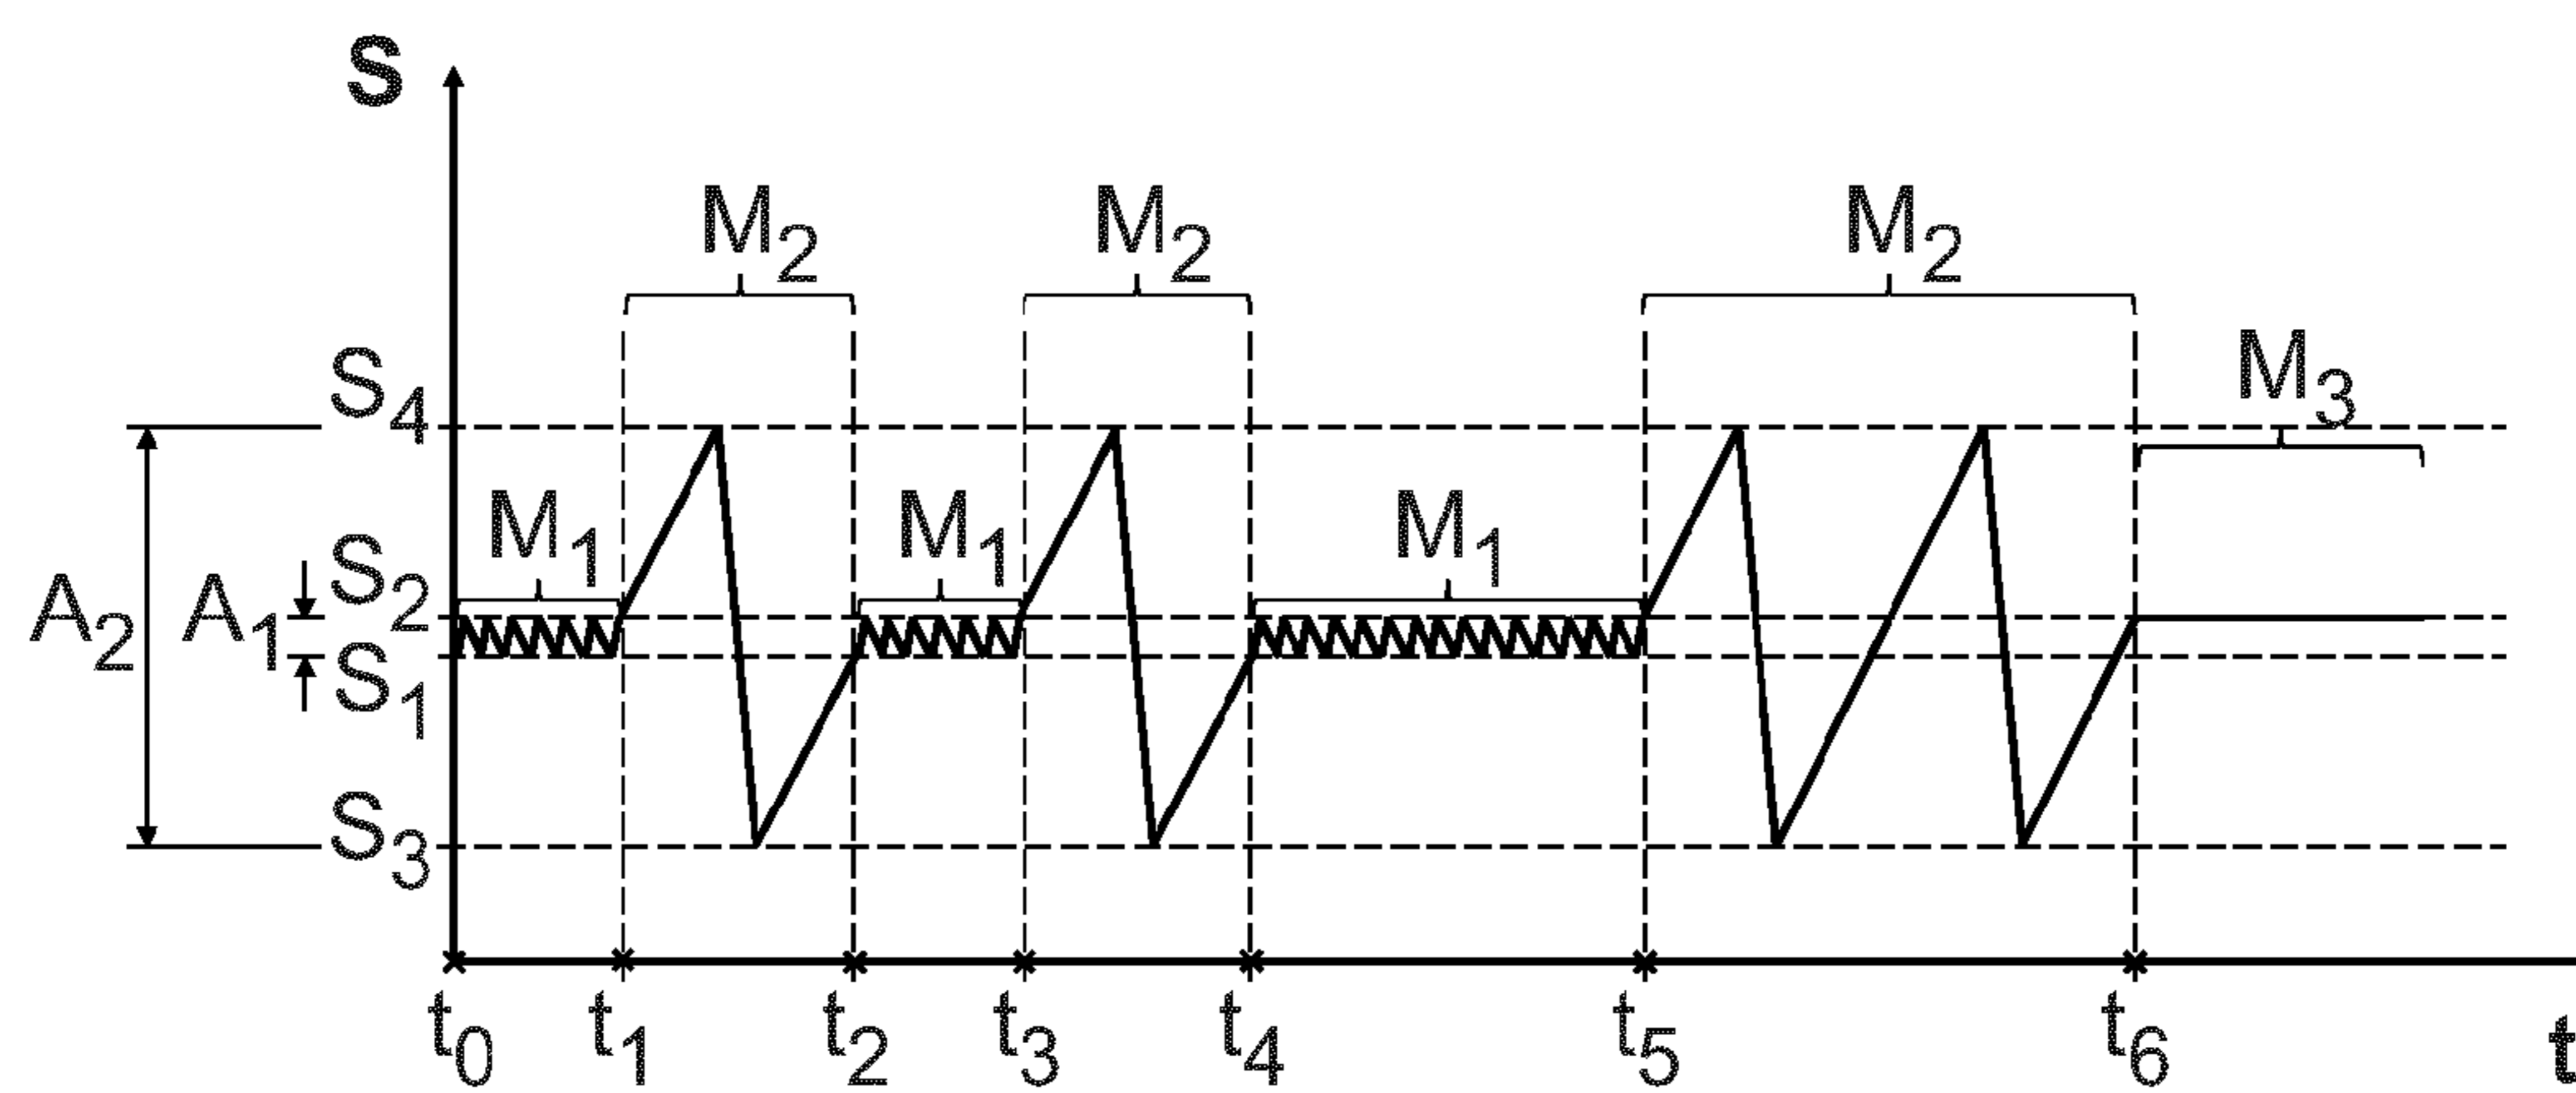 S
M₂ M₂ M₂
S₄ M₃
M₁ M₁ M₁
A₂ A₁ S₂
S₁
S₃
t₀ t₁ t₂ t₃ t₄ t₅ t₆ t